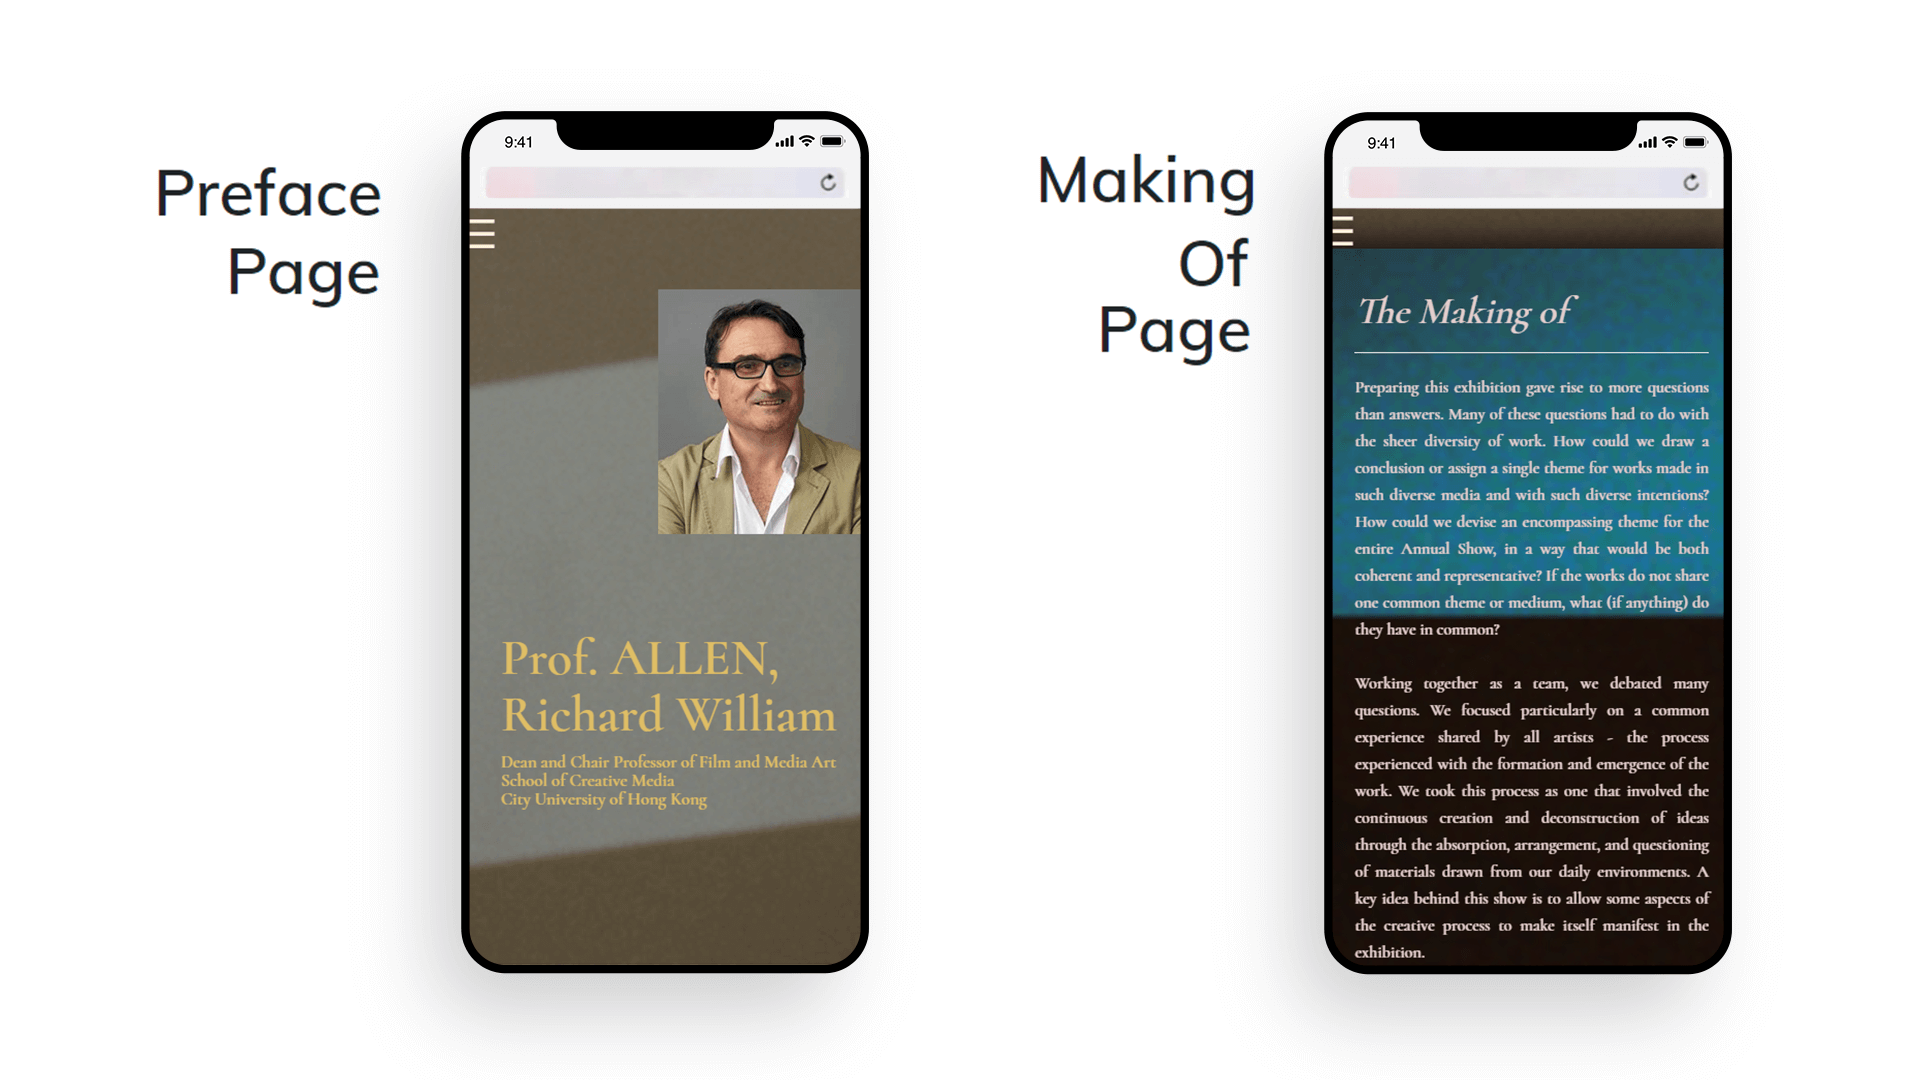 Preface
Page
9:41
Prof. ALLEN,
Richard William
Dean and Chair Professor of Film and Media Art
School of Creative Media
City University of Hong Kong
Making
Of
Page
9:41
The Making of
Preparing this exhibition gave rise to more questions
than answers. Many of these questions had to do with
the sheer diversity of work. How could we draw a
conclusion or assign a single theme for works made in
such diverse media and with such diverse intentions?
How could we devise an encompassing theme for the
entire Annual Show, in a way that would be both
coherent and representative? If the works do not share
one common theme or medium, what (if anything) do
they have in common?
Working together as a team, we debated many
questions. We focused particularly on a common
experience shared by all artists - the process
experienced with the formation and emergence of the
work. We took this process as one that involved the
continuous creation and deconstruction of ideas
through the absorption, arrangement, and questioning
of materials drawn from our daily environments. A
key idea behind this show is to allow some aspects of
the creative process to make itself manifest in the
exhibition.